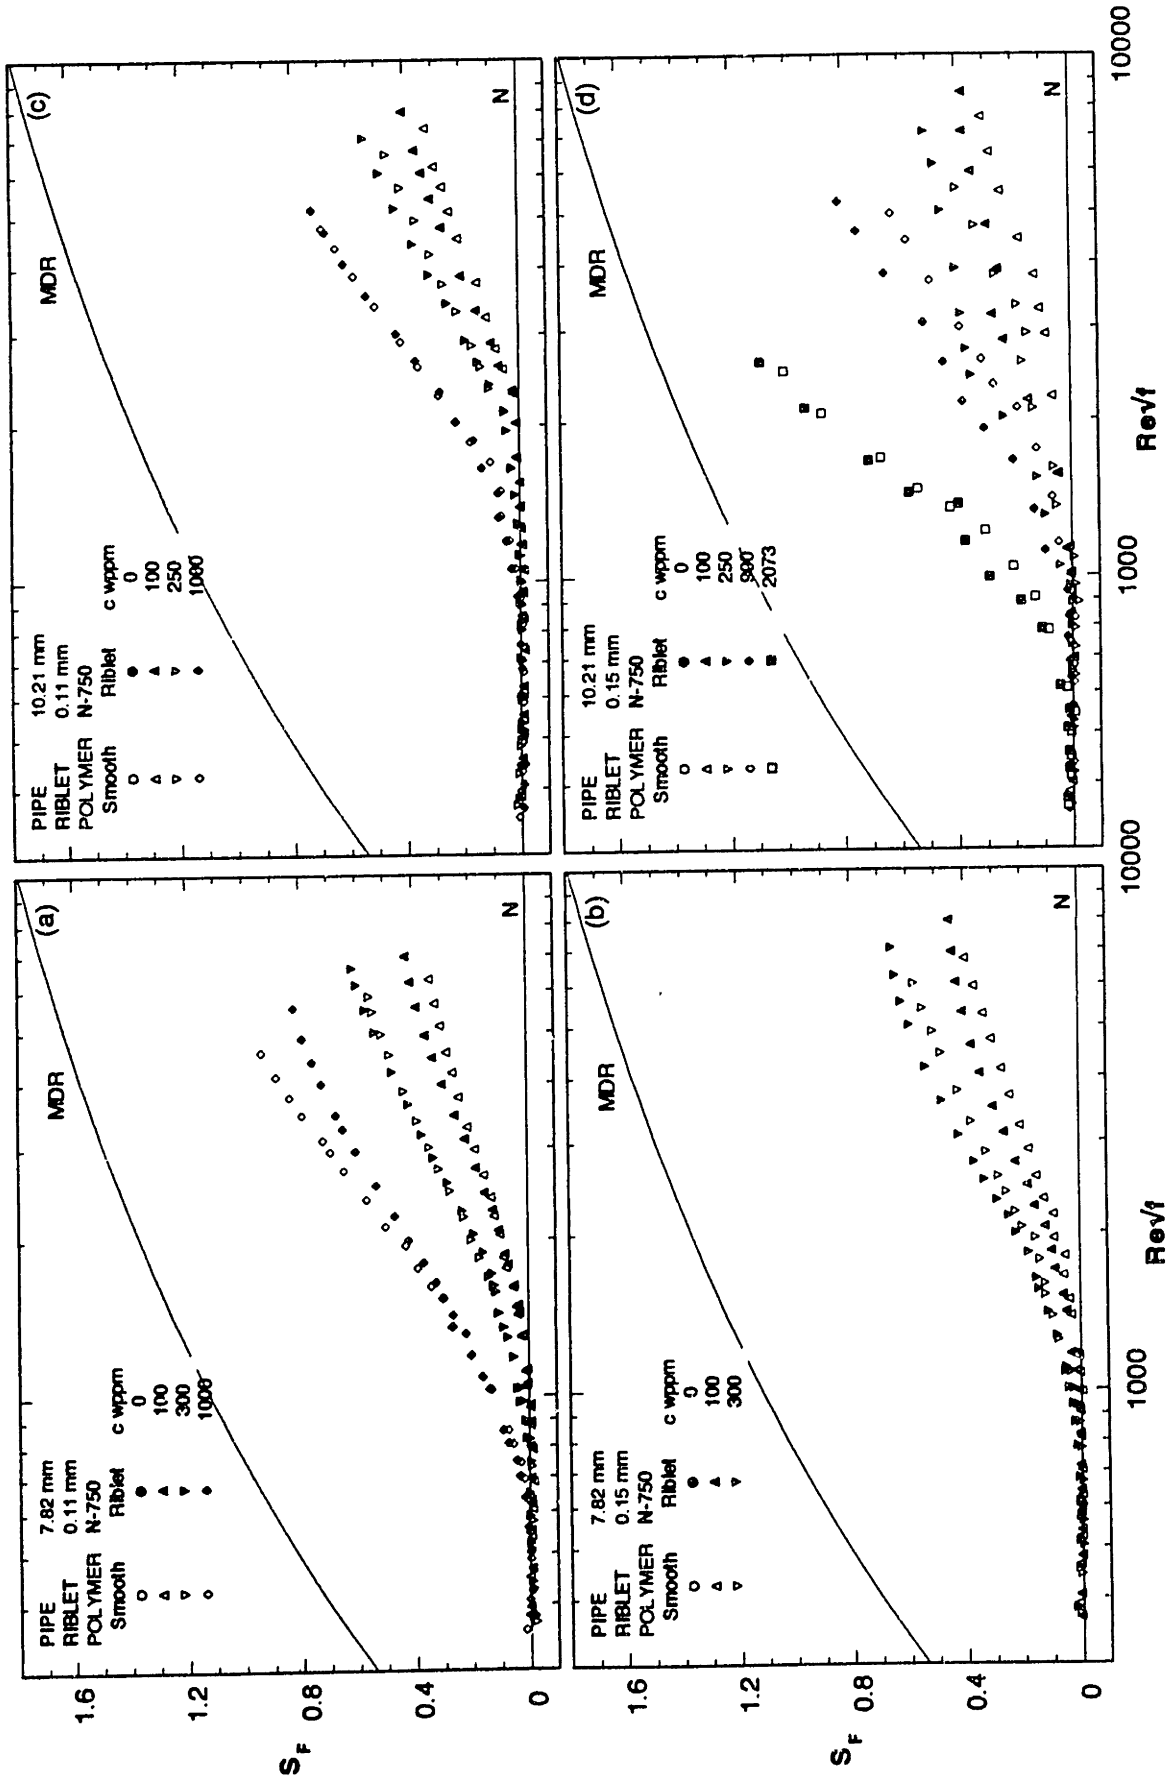 (a)
PIPE 7.82 mm
RIBLET 0.11 mm
POLYMER N-750
Smooth Riblet c wppm
0
100
300
1000
MDR
N
S F
1.6
1.2
0.8
0.4
0
(c)
PIPE 10.21 mm
RIBLET 0.11 mm
POLYMER N-750
Smooth Riblet c wppm
0
100
250
1000
MDR
N
(b)
PIPE 7.82 mm
RIBLET 0.15 mm
POLYMER N-750
Smooth Riblet c wppm
0
100
300
MDR
N
S F
1.6
1.2
0.8
0.4
0
1000
10000
Re√f
(d)
PIPE 10.21 mm
RIBLET 0.15 mm
POLYMER N-750
Smooth Riblet c wppm
0
100
250
900
2073
MDR
N
1000
10000
Re√f